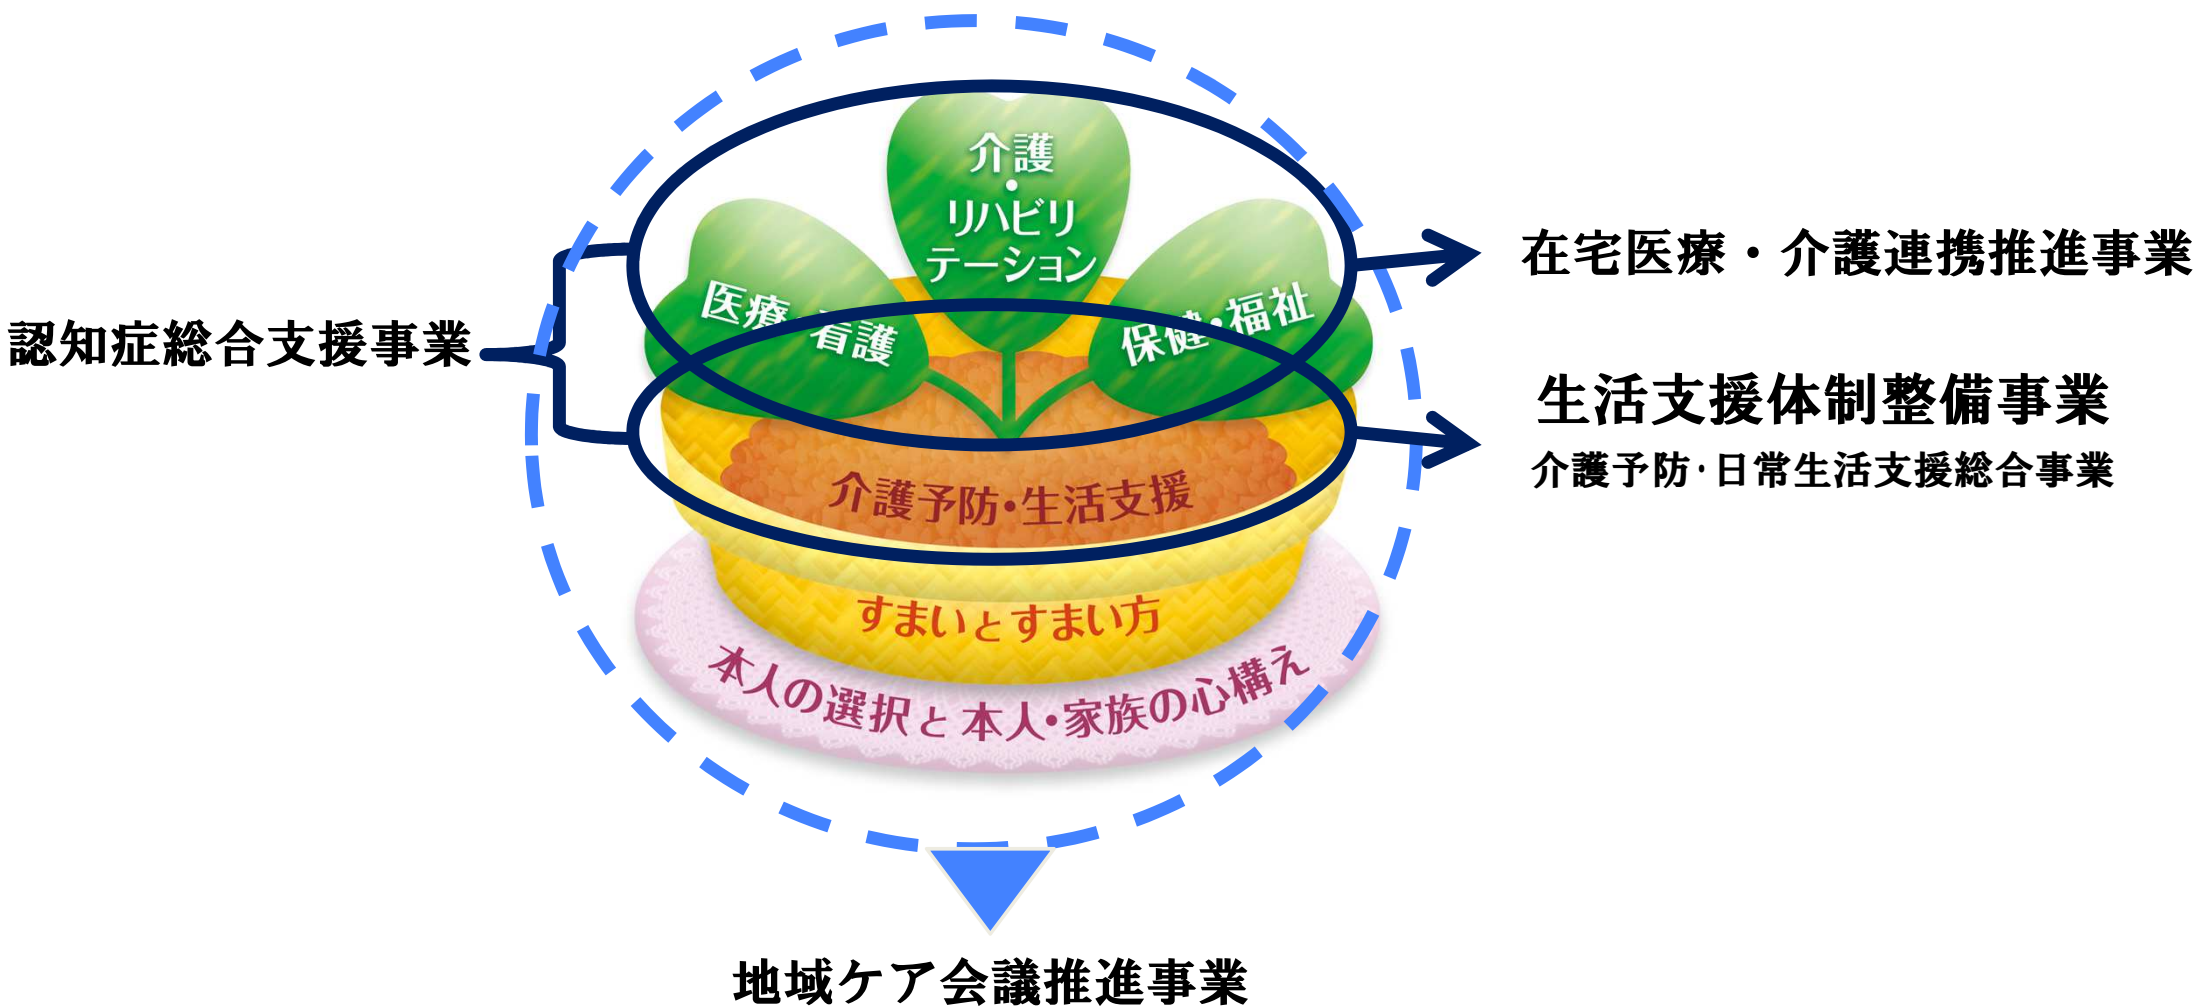 介護
・
リハビリ
テーション
医療・看護
保健・福祉
在宅医療・介護連携推進事業
認知症総合支援事業
生活支援体制整備事業
介護予防・日常生活支援総合事業
介護予防・生活支援
すまいとすまい方
本人の選択と本人・家族の心構え
地域ケア会議推進事業